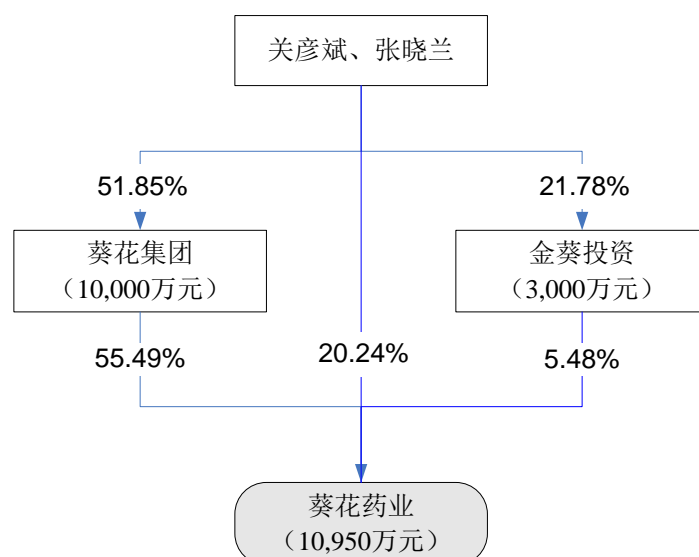 关彦斌、张晓兰
51.85%
21.78%
葵花集团
（10,000万元）
金葵投资
（3,000万元）
55.49%
20.24%
5.48%
葵花药业
（10,950万元）